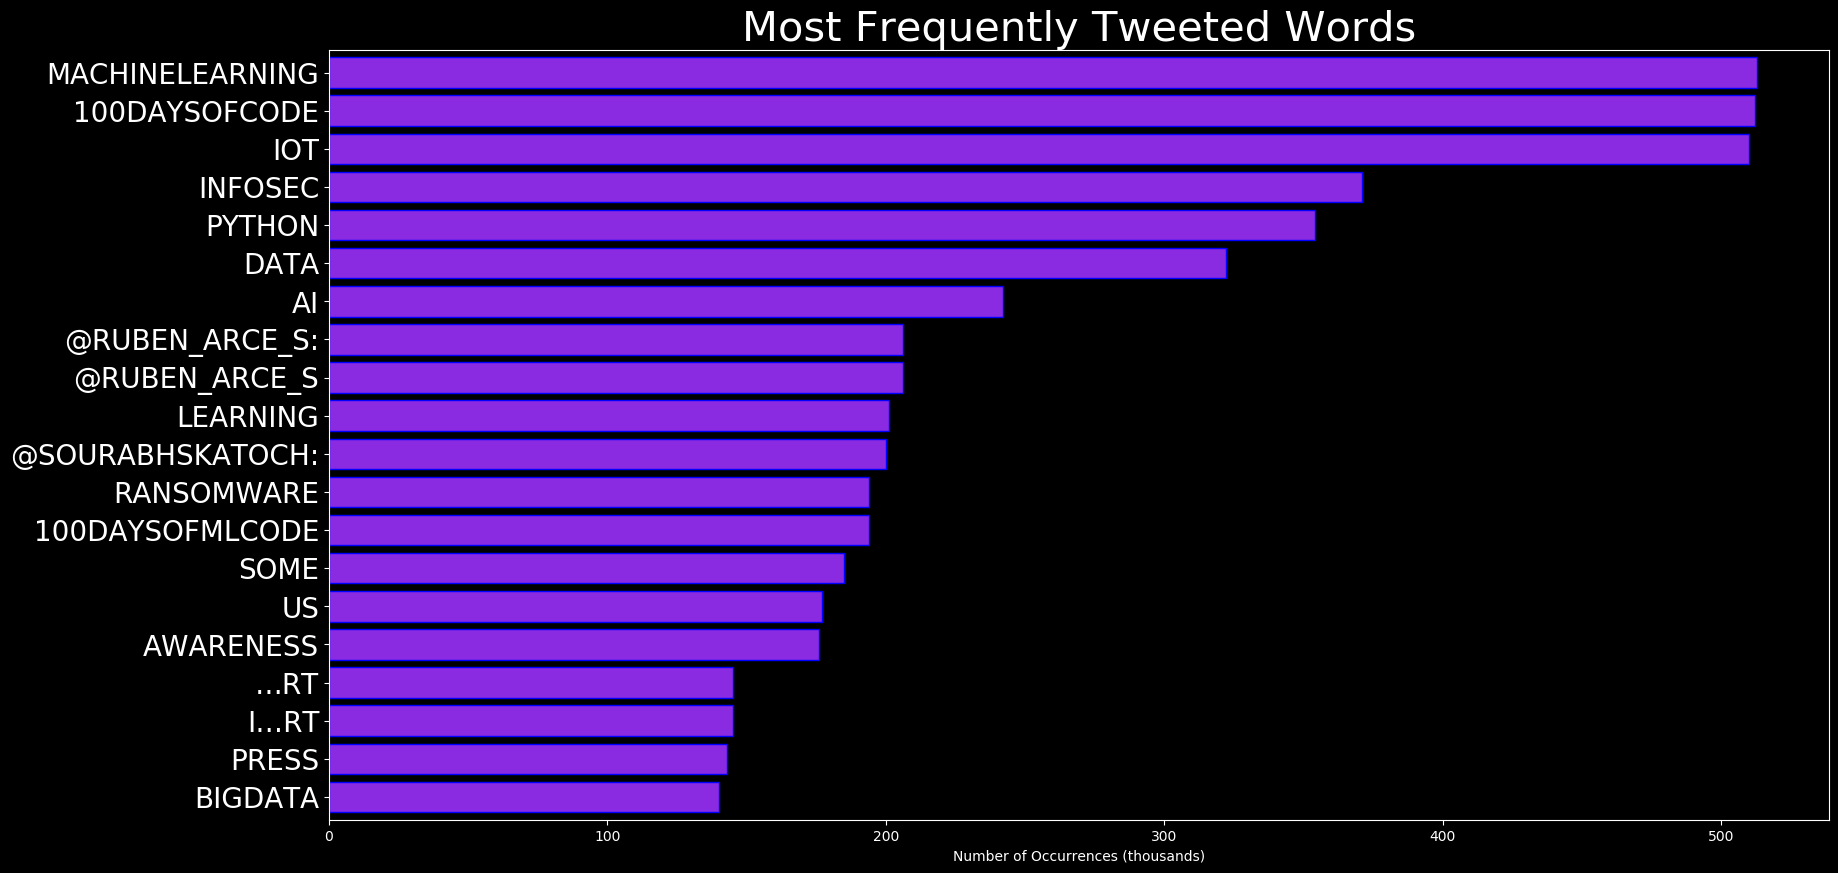 Most Frequently Tweeted Words
MACHINELEARNING
100DAYSOFCODE
IOT
INFOSEC
PYTHON
DATA
AI
@RUBEN_ARCE_S:
@RUBEN_ARCE_S
LEARNING
@SOURABHSKATOCH:
RANSOMWARE
100DAYSOFMLCODE
SOME
US
AWARENESS
…RT
I…RT
PRESS
BIGDATA
0 100 200 300 400 500
Number of Occurrences (thousands)